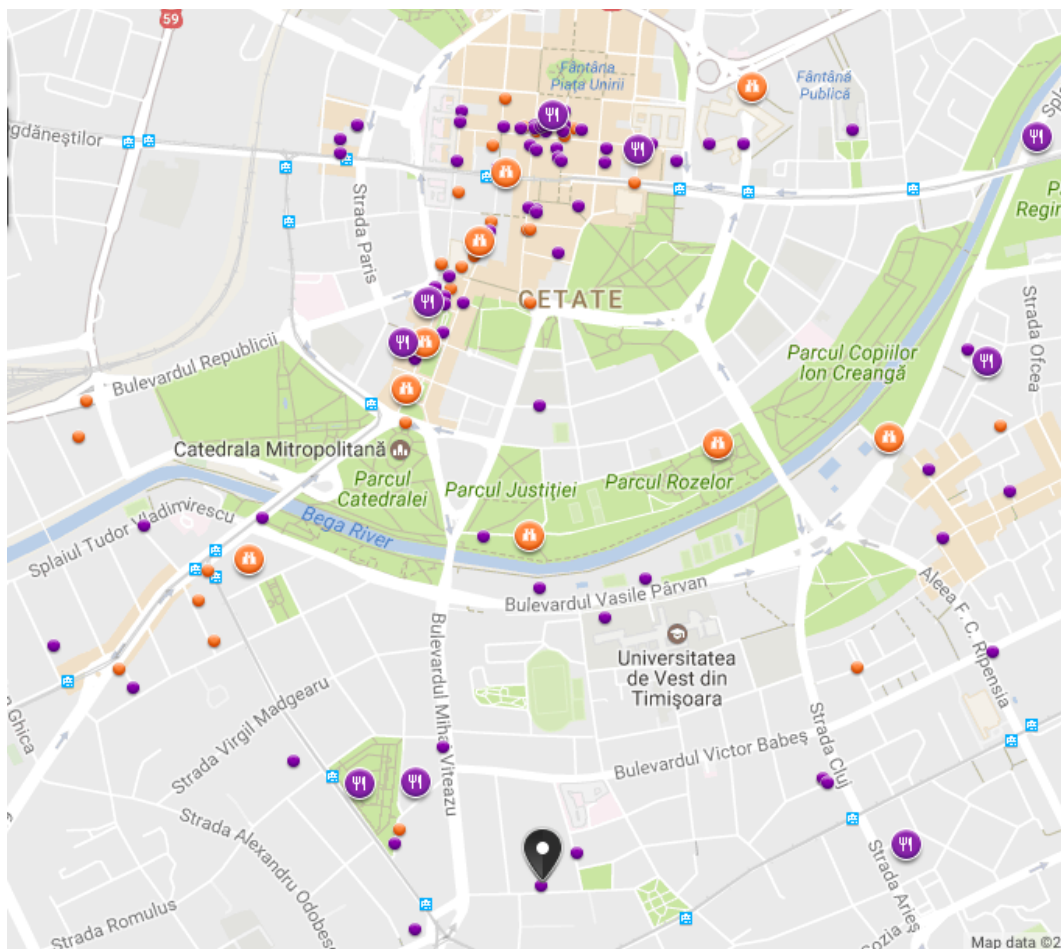 59
Fântâna
Piața Unirii
Fântână
Publică
gdăneștilor
Strada Paris
CETATE
Strada Ofcea
Parcul Copiilor
Ion Creangă
Bulevardul Republicii
Catedrala Mitropolitană
Parcul
Catedralei
Parcul Justiției
Parcul Rozelor
Splaiul Tudor Vladimirescu
Bega River
Bulevardul Vasile Pârvan
Aleea F. C. Ripensia
Universitatea
de Vest din
Timișoara
Bulevardul Mihai Viteazu
Ghica
Strada Virgil Madgearu
Strada Cluj
Bulevardul Victor Babeș
Strada Alexandru Odobesc
Strada Arieș
Strada Romulus
Map data ©2